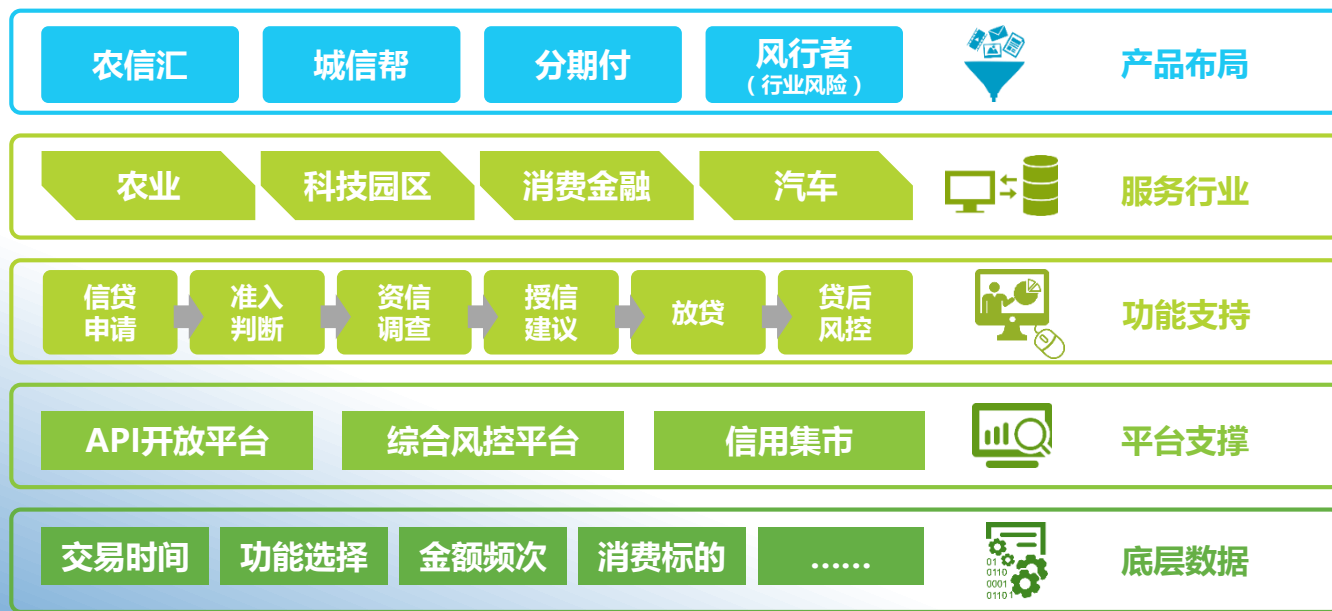 农信汇
城信帮
分期付
风行者
（行业风险）
产品布局
农业
科技园区
消费金融
汽车
服务行业
信贷
申请
准入
判断
资信
调查
授信
建议
放贷
贷后
风控
功能支持
API开放平台
综合风控平台
信用集市
平台支撑
交易时间
功能选择
金额频次
消费标的
......
01
0110
0001
01101
底层数据